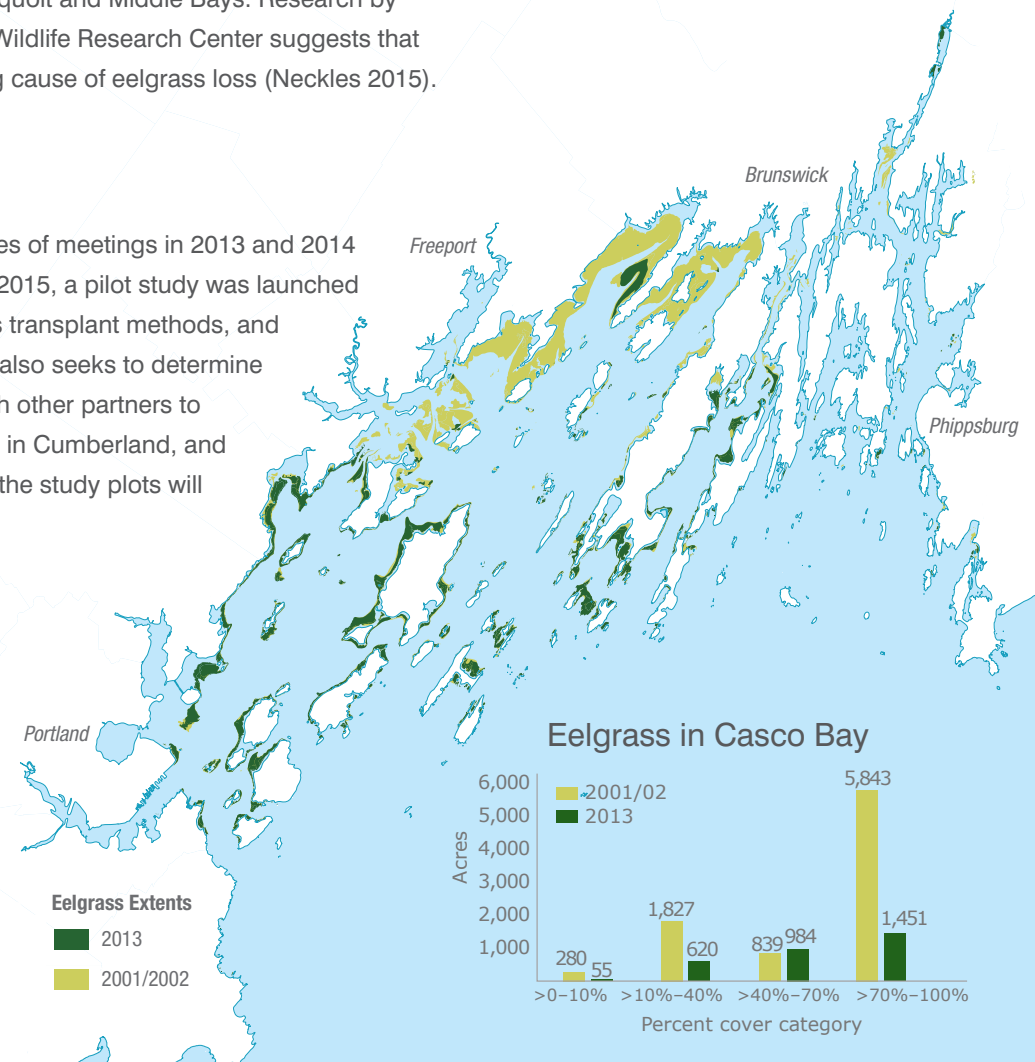 quoit and Middle Bays. Research by
Wildlife Research Center suggests that
g cause of eelgrass loss (Neckles 2015).
es of meetings in 2013 and 2014
2015, a pilot study was launched
s transplant methods, and
also seeks to determine
h other partners to
in Cumberland, and
the study plots will
Brunswick
Freeport
Phippsburg
Portland
Eelgrass Extents
2013
2001/2002
Eelgrass in Casco Bay
2001/02
2013
Acres
6,000
5,000
4,000
3,000
2,000
1,000
280
55
1,827
620
839
984
5,843
1,451
>0–10%
>10%–40%
>40%–70%
>70%–100%
Percent cover category